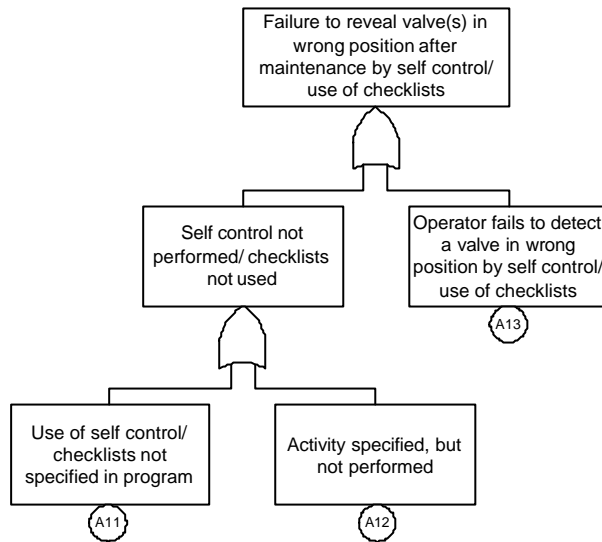 Failure to reveal valve(s) in
wrong position after
maintenance by self control/
use of checklists
Self control not
performed/ checklists
not used
Operator fails to detect
a valve in wrong
position by self control/
use of checklists
A13
Use of self control/
checklists not
specified in program
Activity specified, but
not performed
A11
A12